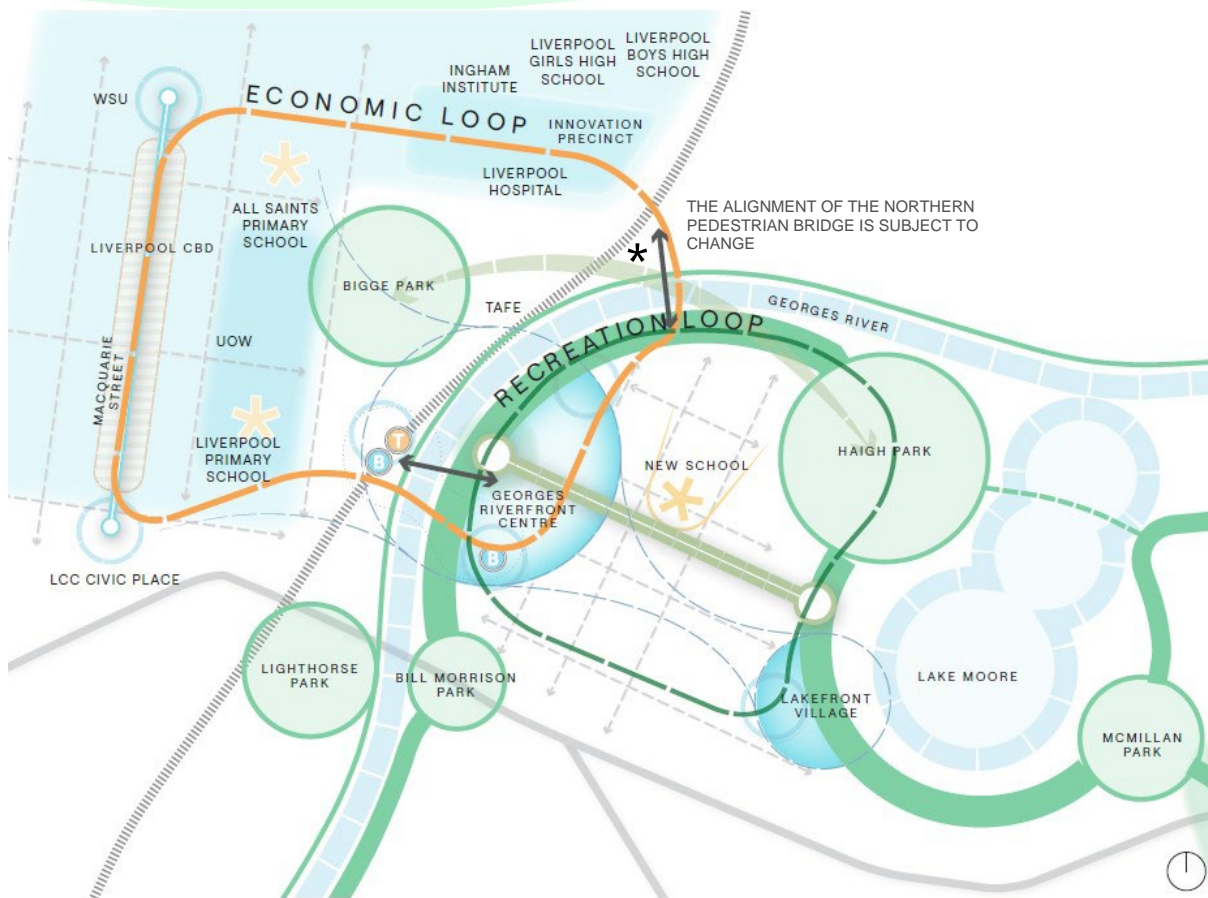 WSU
ECONOMIC LOOP
INGHAM
INSTITUTE
LIVERPOOL
GIRLS HIGH
SCHOOL
LIVERPOOL
BOYS HIGH
SCHOOL
INNOVATION
PRECINCT
LIVERPOOL
HOSPITAL
ALL SAINTS
PRIMARY
SCHOOL
LIVERPOOL CBD
THE ALIGNMENT OF THE NORTHERN
PEDESTRIAN BRIDGE IS SUBJECT TO
CHANGE
*
BIGGE PARK
TAFE
GEORGES RIVER
RECREATION LOOP
UOW
MACQUARIE
STREET
LIVERPOOL
PRIMARY
SCHOOL
T
B
HAIGH PARK
NEW SCHOOL
GEORGES
RIVERFRONT
CENTRE
B
LCC CIVIC PLACE
LIGHTHORSE
PARK
BILL MORRISON
PARK
LAKEFRONT
VILLAGE
LAKE MOORE
MCMILLAN
PARK